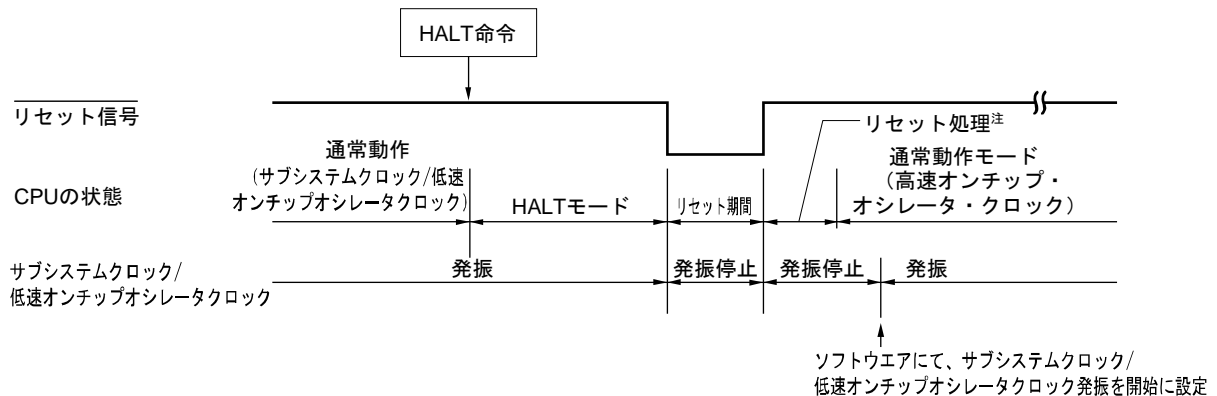 HALT命令
リセット信号
リセット処理注
通常動作
(サブシステムクロック/低速
オンチップオシレータクロック)
通常動作モード
(高速オンチップ・
オシレータ・クロック)
CPUの状態
HALTモード
リセット期間
サブシステムクロック/
低速オンチップオシレータクロック
発振
発振停止
発振停止
発振
ソフトウエアにて、サブシステムクロック/
低速オンチップオシレータクロック発振を開始に設定